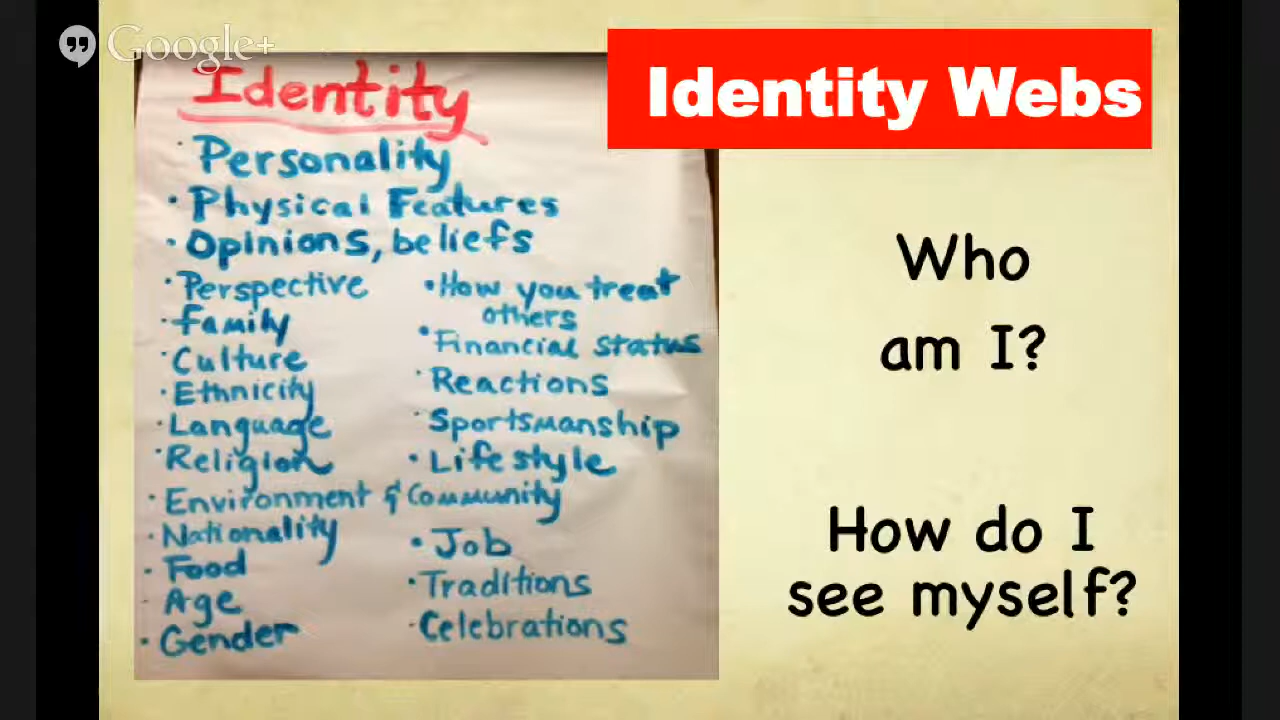 Google+
Identity Webs
Identity
• Personality
• Physical Features
• Opinions, beliefs
• Perspective
• Family
• Culture
• Ethnicity
• Language
• Religion
• Environment & Community
• Nationality
• Food
• Age
• Gender
• How you treat
others
• Financial status
• Reactions
• Sportsmanship
• Lifestyle
• Job
• Traditions
• Celebrations
Who
am I?
How do I
see myself?